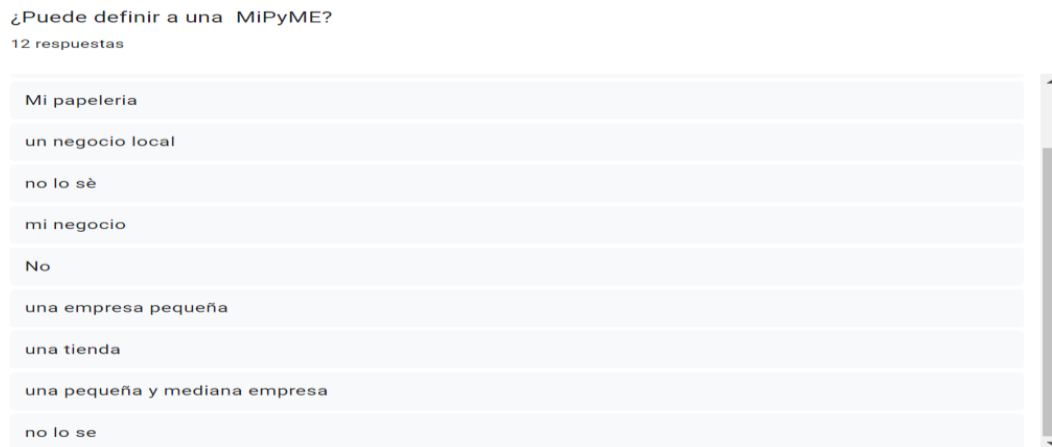 ¿Puede definir a una MiPyME?
12 respuestas
Mi papeleria
un negocio local
no lo sè
mi negocio
No
una empresa pequeña
una tienda
una pequeña y mediana empresa
no lo se